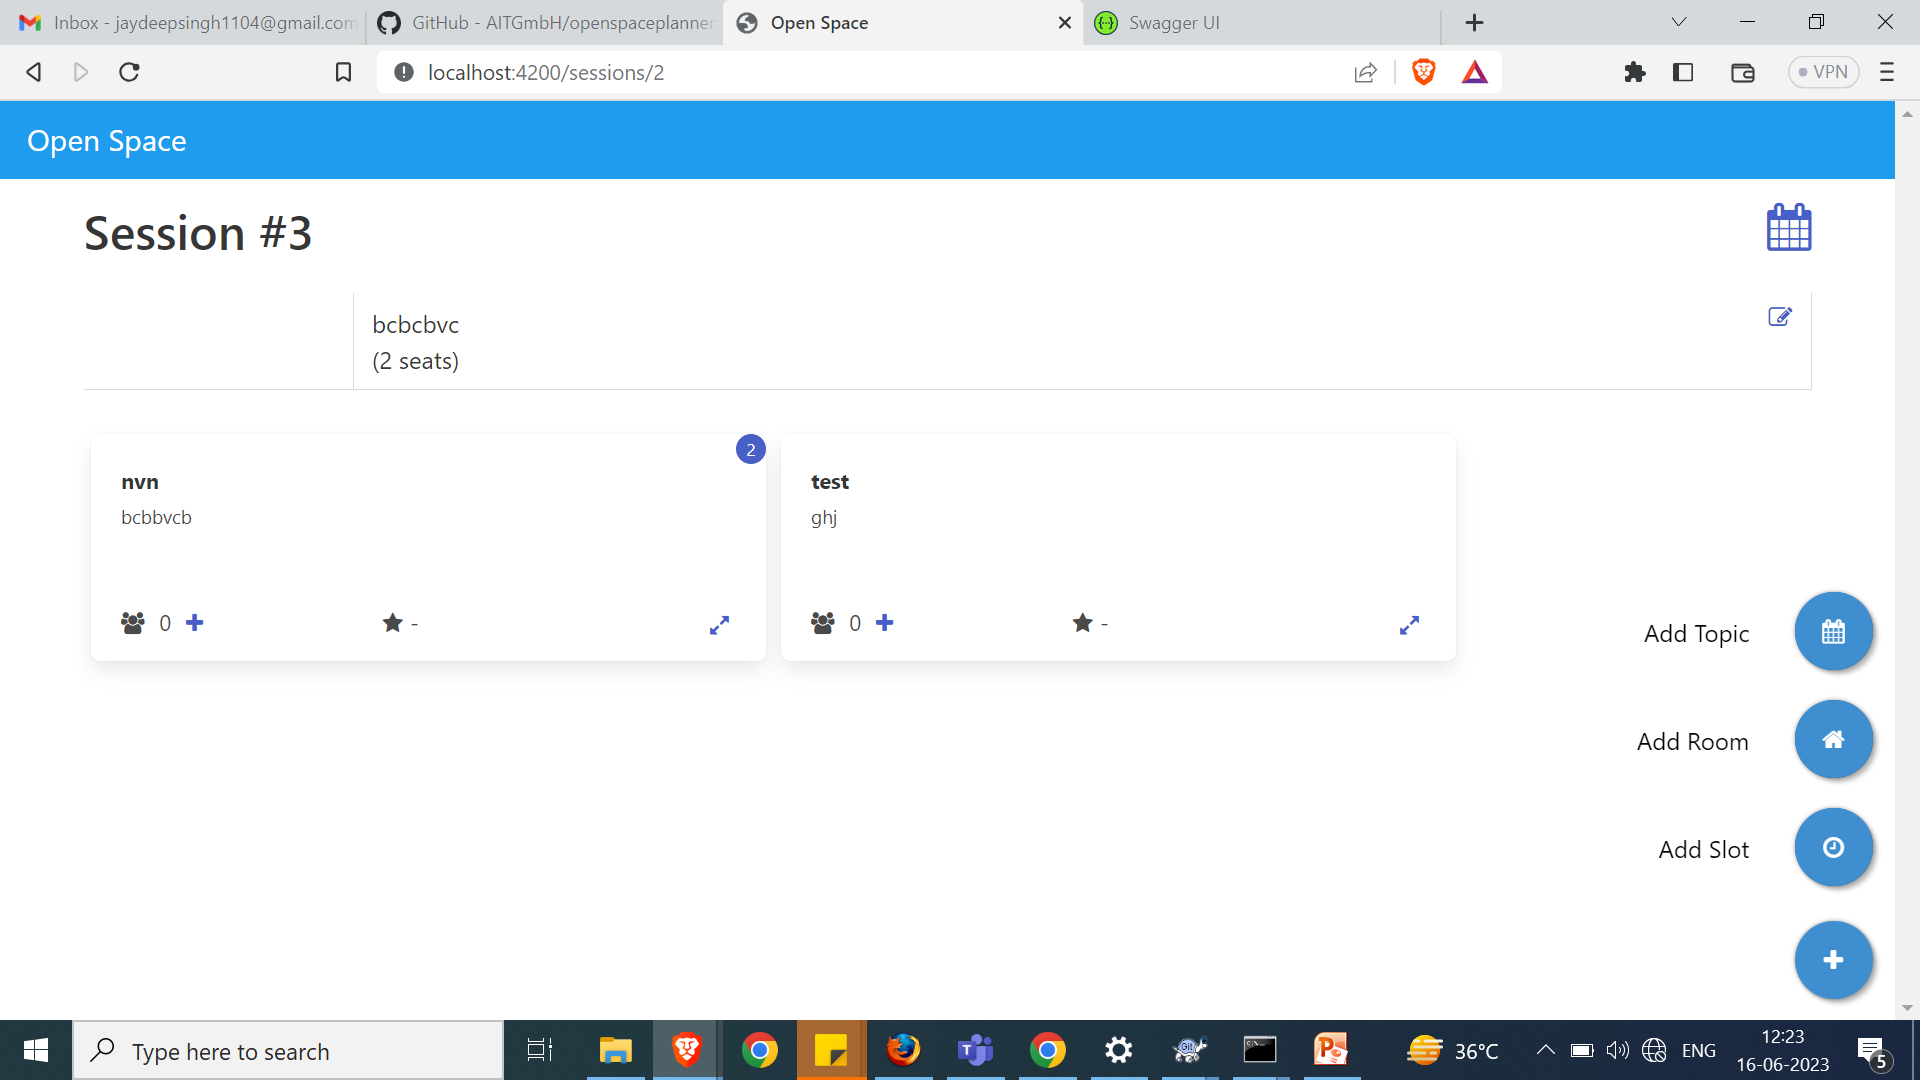 Inbox - jaydeepsingh1104@gmail.com
GitHub - AITGmbH/openspaceplanner
Open Space
Swagger UI
localhost:4200/sessions/2
VPN
Open Space
Session #3
bcbcbvc
(2 seats)
2
nvn
bcbbvcb
0
-
test
ghj
0
-
Add Topic
Add Room
Add Slot
Type here to search
36°C
ENG
12:23
16-06-2023
5